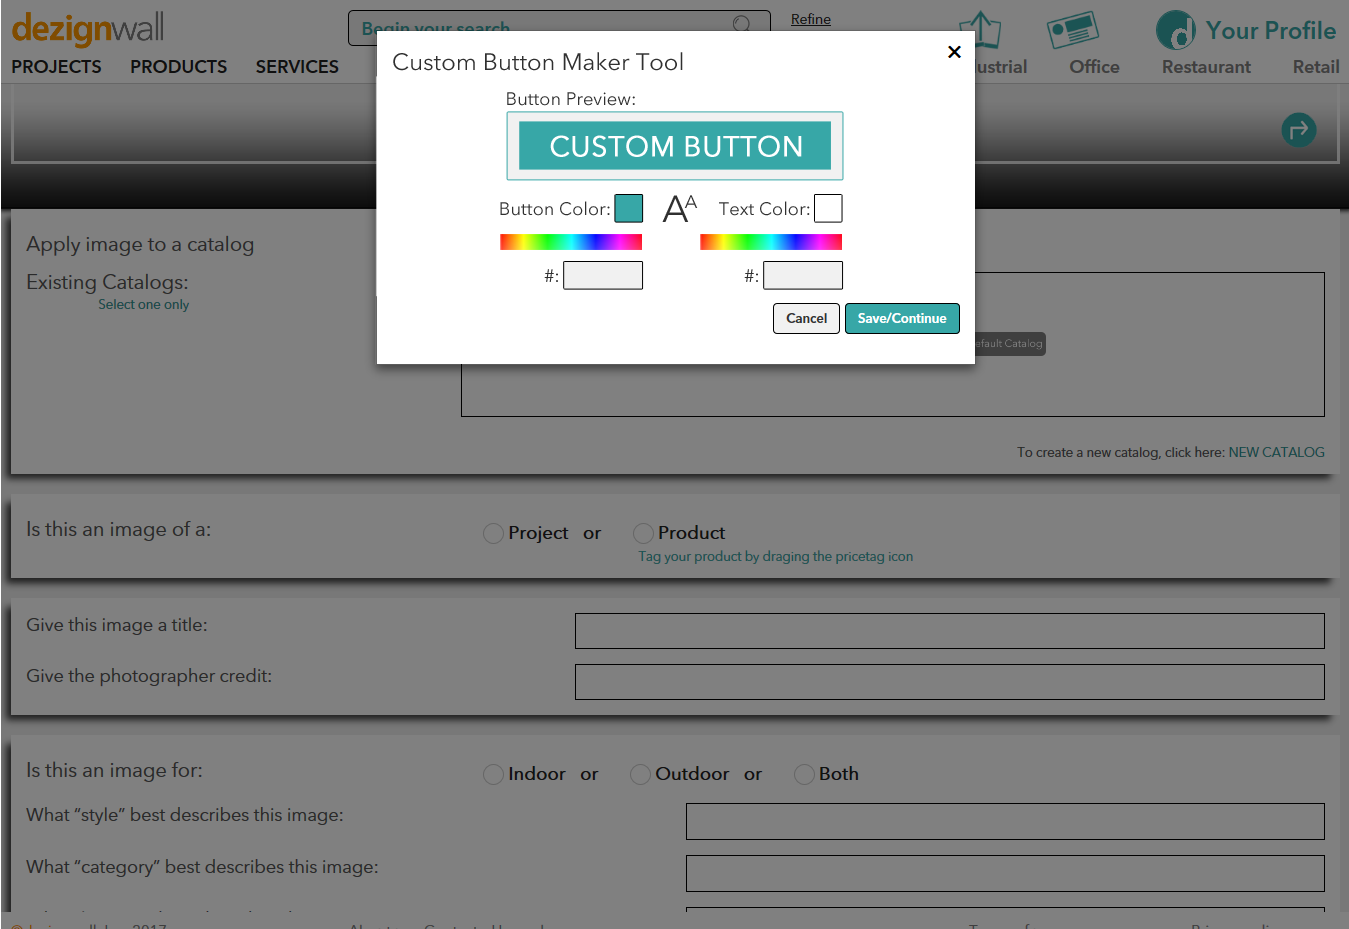 dezignwall
Begin your search
Refine
Your Profile
PROJECTS PRODUCTS SERVICES
Office Restaurant Retail
Custom Button Maker Tool
Button Preview:
CUSTOM BUTTON
Button Color: AA Text Color:
#: #:
Cancel Save/Continue
Apply image to a catalog
Existing Catalogs:
Select one only
Catalog
To create a new catalog, click here: NEW CATALOG
Is this an image of a: Project or Product
Tag your product by draging the pricetag icon
Give this image a title:
Give the photographer credit:
Is this an image for: Indoor or Outdoor or Both
What “style” best describes this image:
What “category” best describes this image: